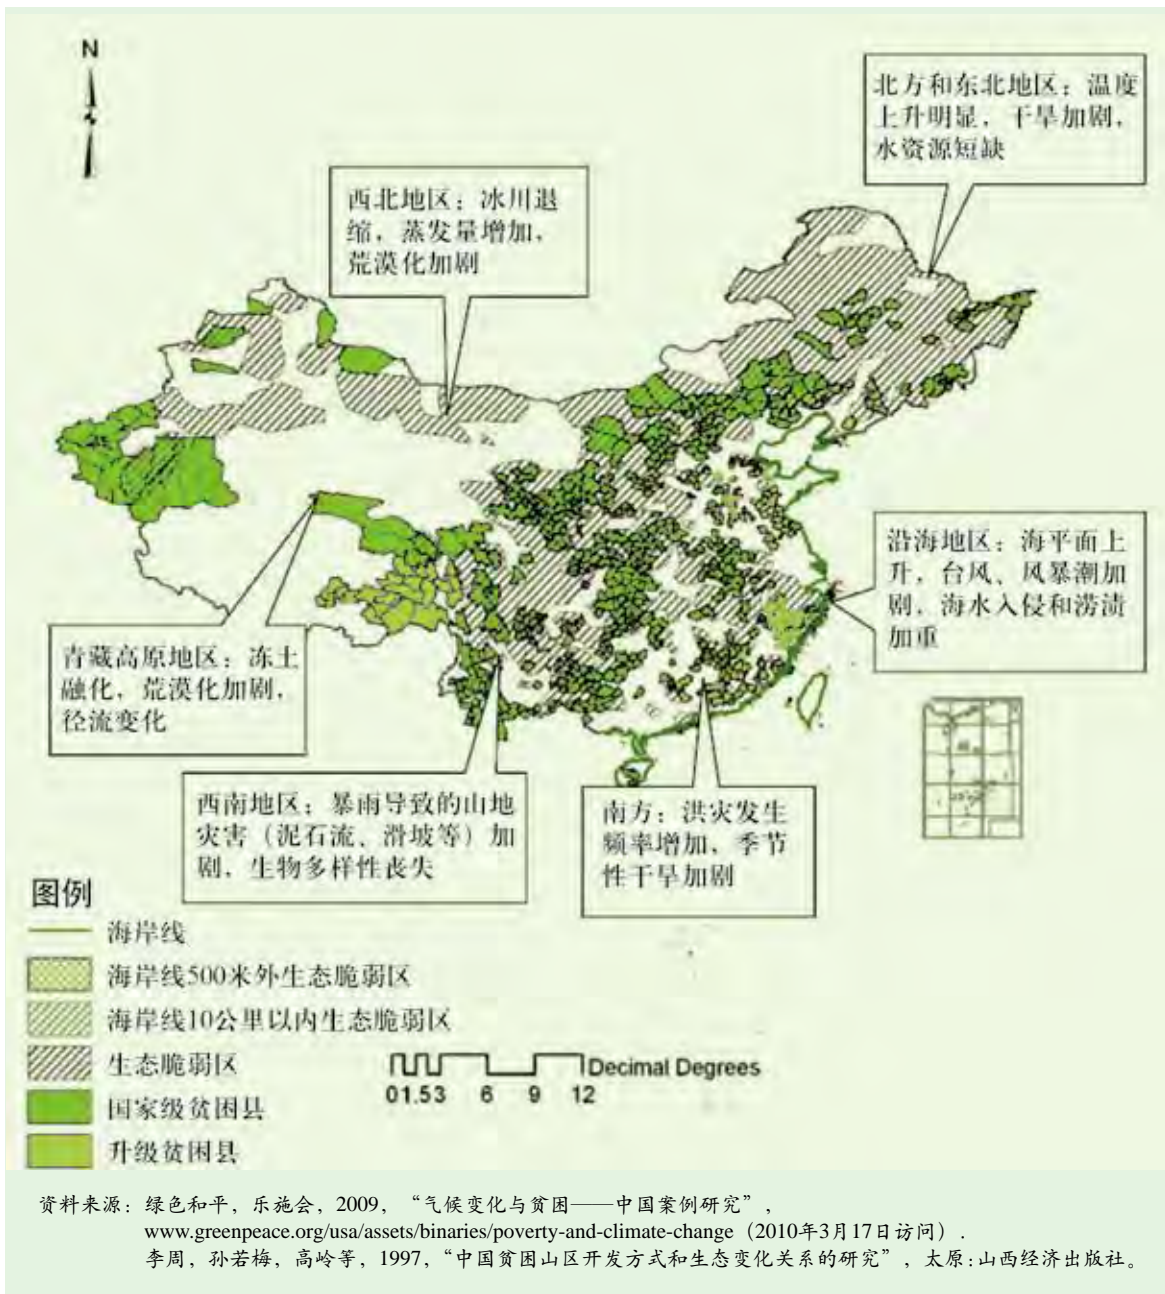 N
北方和东北地区：温度
上升明显，干旱加剧，
水资源短缺
西北地区：冰川退
缩，蒸发量增加，
荒漠化加剧
沿海地区：海平面上
升，台风、风暴潮加
剧，海水入侵和涝渍
加重
青藏高原地区：冻土
融化，荒漠化加剧，
径流变化
西南地区：暴雨导致的山地
灾害（泥石流、滑坡等）加
剧，生物多样性丧失
南方：洪灾发生
频率增加，季节
性干旱加剧
图例
海岸线
海岸线500米外生态脆弱区
海岸线10公里以内生态脆弱区
生态脆弱区
国家级贫困县
升级贫困县
Decimal Degrees
01.53 6 9 12
资料来源：绿色和平，乐施会，2009，“气候变化与贫困——中国案例研究”，
www.greenpeace.org/usa/assets/binaries/poverty-and-climate-change（2010年3月17日访问）.
李周，孙若梅，高岭等，1997，“中国贫困山区开发方式和生态变化关系的研究”，太原:山西经济出版社。